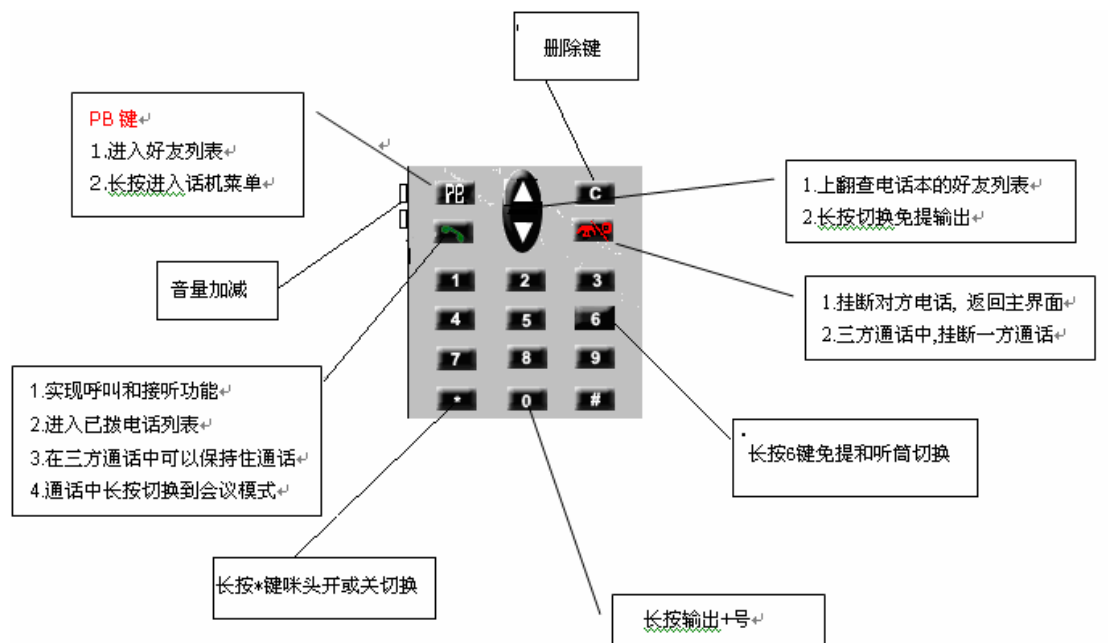 删除键
PB 键
1.进入好友列表
2.长按进入话机菜单
1.上翻查电话本的好友列表
2.长按切换免提输出
音量加减
1.挂断对方电话, 返回主界面
2.三方通话中,挂断一方通话
1.实现呼叫和接听功能
2.进入已拨电话列表
3.在三方通话中可以保持住通话
4.通话中长按切换到会议模式
PB
C
1 2 3
4 5 6
7 8 9
* 0 #
长按6键免提和听筒切换
长按*键咪头开或关切换
长按输出+号